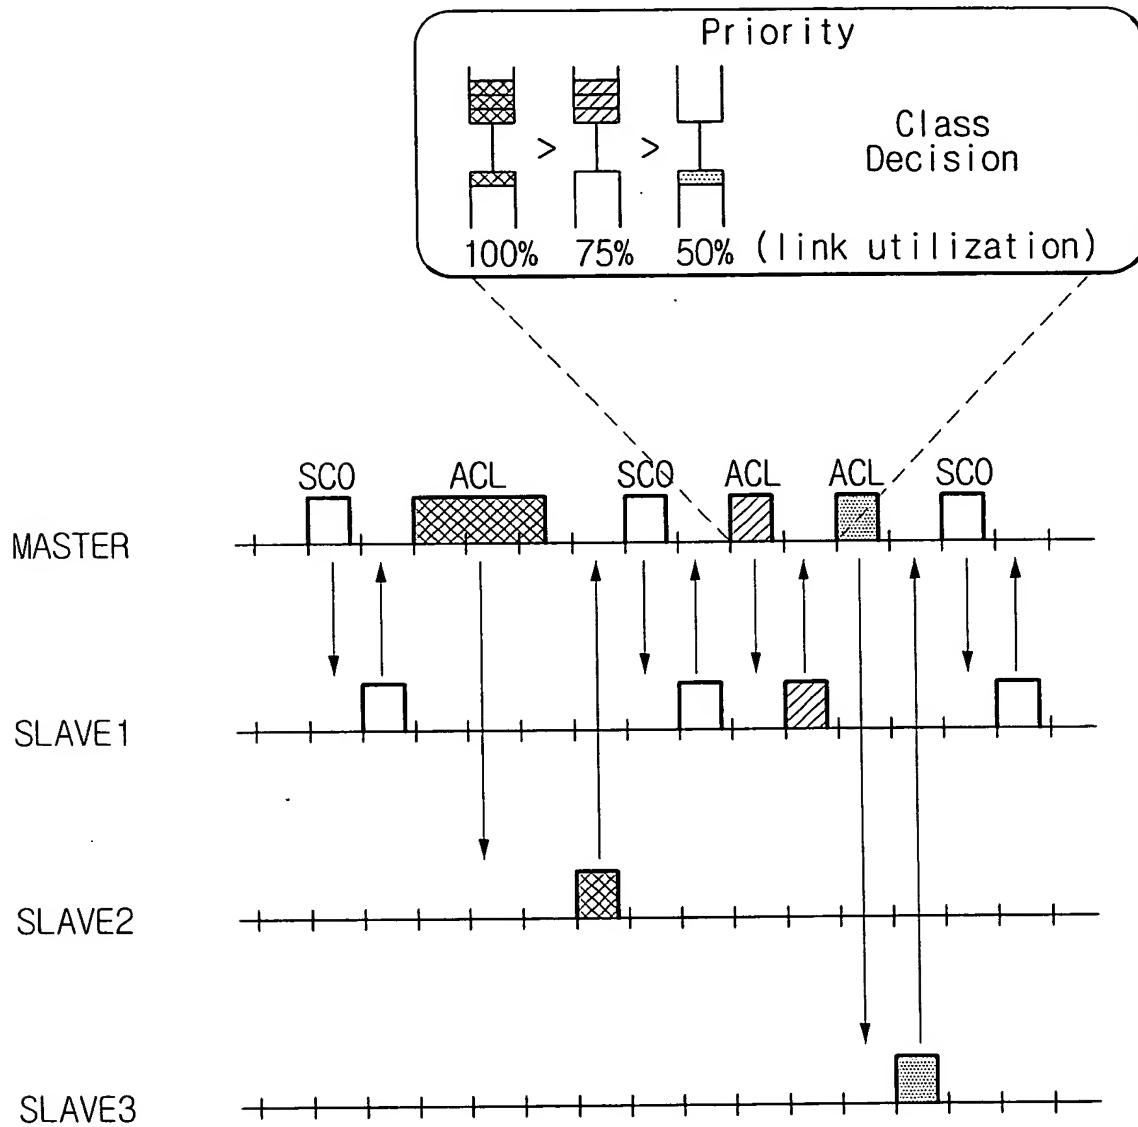 Priority
> >
Class
Decision
100% 75% 50% (link utilization)
SCO ACL SCO ACL ACL SCO
MASTER
SLAVE1
SLAVE2
SLAVE3